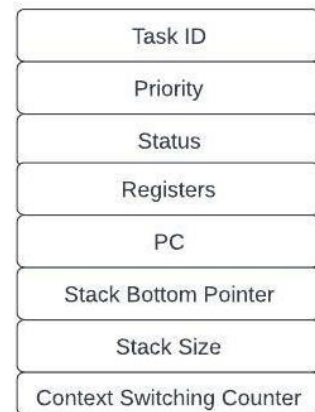 Task ID
Priority
Status
Registers
PC
Stack Bottom Pointer
Stack Size
Context Switching Counter